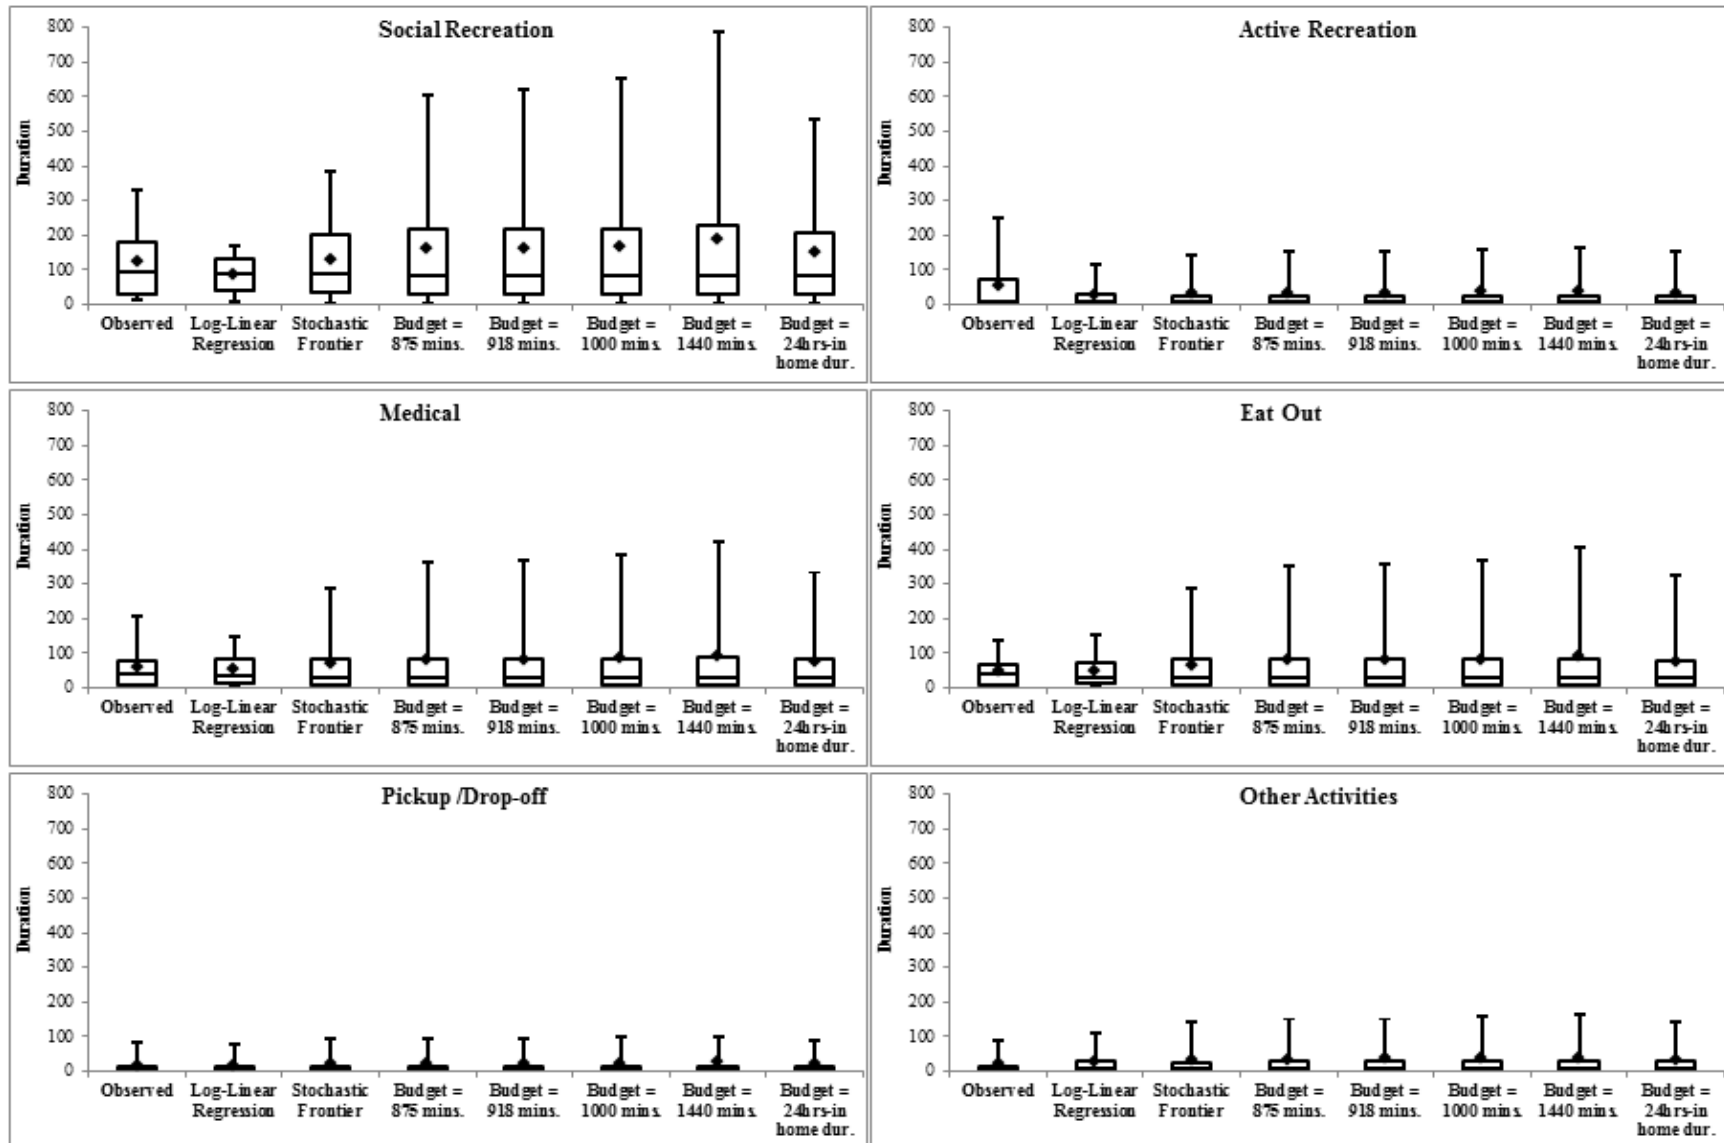 Social Recreation
800
700
600
500
400
300
200
100
0
Duration
Observed
Log-Linear
Regression
Stochastic
Frontier
Budget =
875 mins.
Budget =
918 mins.
Budget =
1000 mins.
Budget =
1440 mins.
Budget =
24hrs-in
home dur.
Active Recreation
800
700
600
500
400
300
200
100
0
Duration
Observed
Log-Linear
Regression
Stochastic
Frontier
Budget =
875 mins.
Budget =
918 mins.
Budget =
1000 mins.
Budget =
1440 mins.
Budget =
24hrs-in
home dur.
Medical
800
700
600
500
400
300
200
100
0
Duration
Observed
Log-Linear
Regression
Stochastic
Frontier
Budget =
875 mins.
Budget =
918 mins.
Budget =
1000 mins.
Budget =
1440 mins.
Budget =
24hrs-in
home dur.
Eat Out
800
700
600
500
400
300
200
100
0
Duration
Observed
Log-Linear
Regression
Stochastic
Frontier
Budget =
875 mins.
Budget =
918 mins.
Budget =
1000 mins.
Budget =
1440 mins.
Budget =
24hrs-in
home dur.
Pickup /Drop-off
800
700
600
500
400
300
200
100
0
Duration
Observed
Log-Linear
Regression
Stochastic
Frontier
Budget =
875 mins.
Budget =
918 mins.
Budget =
1000 mins.
Budget =
1440 mins.
Budget =
24hrs-in
home dur.
Other Activities
800
700
600
500
400
300
200
100
0
Duration
Observed
Log-Linear
Regression
Stochastic
Frontier
Budget =
875 mins.
Budget =
918 mins.
Budget =
1000 mins.
Budget =
1440 mins.
Budget =
24hrs-in
home dur.